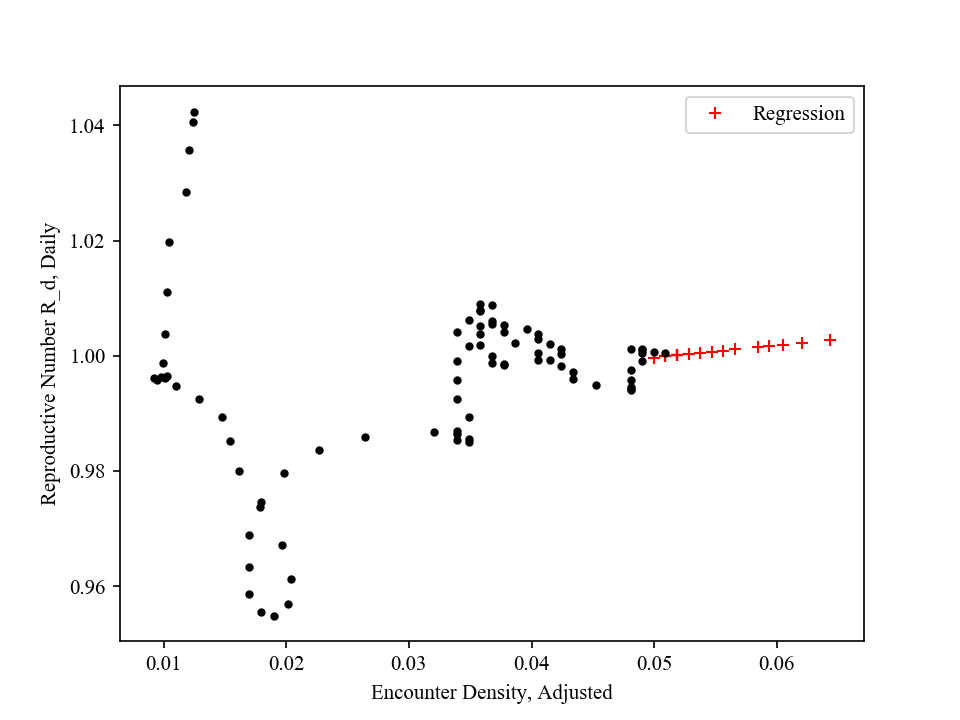 Regression
1.04
1.02
1.00
0.98
0.96
Reproductive Number R_d, Daily
0.01 0.02 0.03 0.04 0.05 0.06
Encounter Density, Adjusted